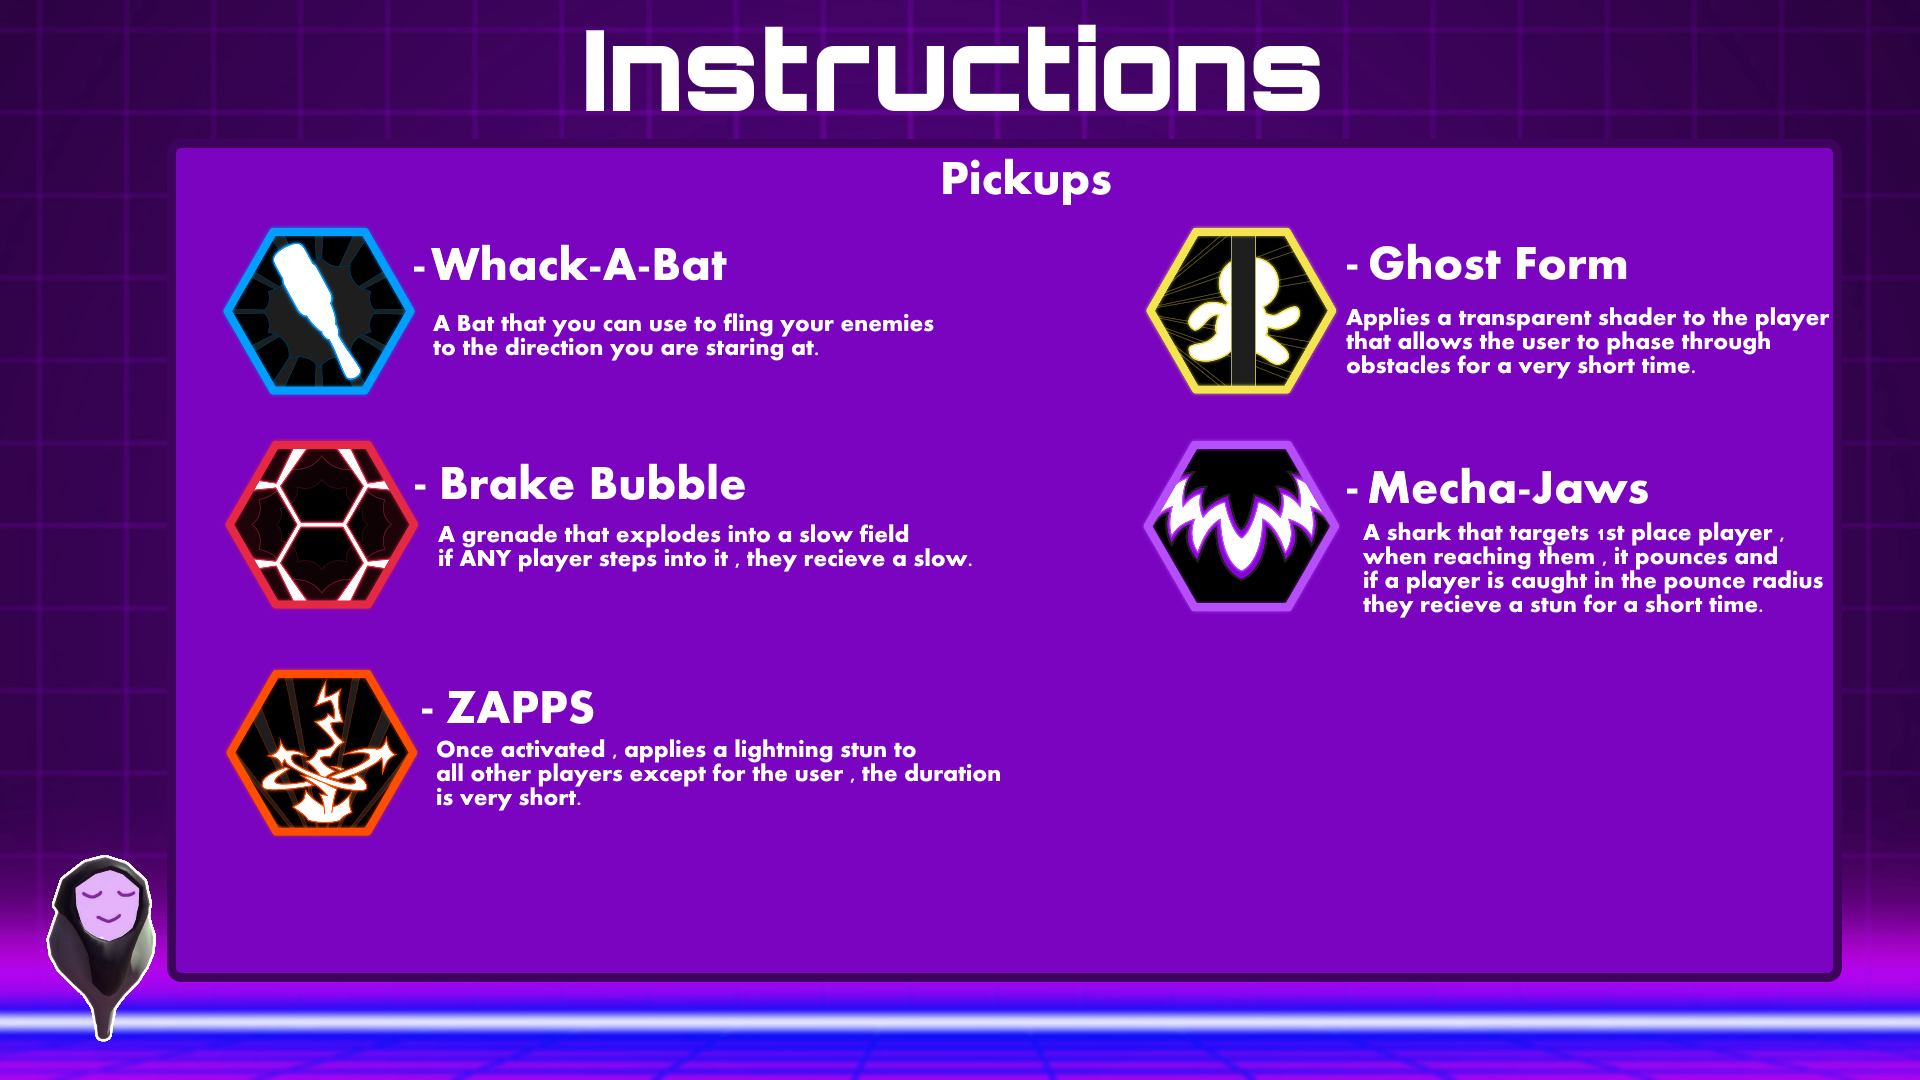 Instructions
Pickups
- Whack-A-Bat
A Bat that you can use to fling your enemies
to the direction you are staring at.
- Brake Bubble
A grenade that explodes into a slow field
if ANY player steps into it , they recieve a slow.
- ZAPPS
Once activated , applies a lightning stun to
all other players except for the user , the duration
is very short.
- Ghost Form
Applies a transparent shader to the player
that allows the user to phase through
obstacles for a very short time.
- Mecha-Jaws
A shark that targets 1st place player ,
when reaching them , it pounces and
if a player is caught in the pounce radius
they recieve a stun for a short time.